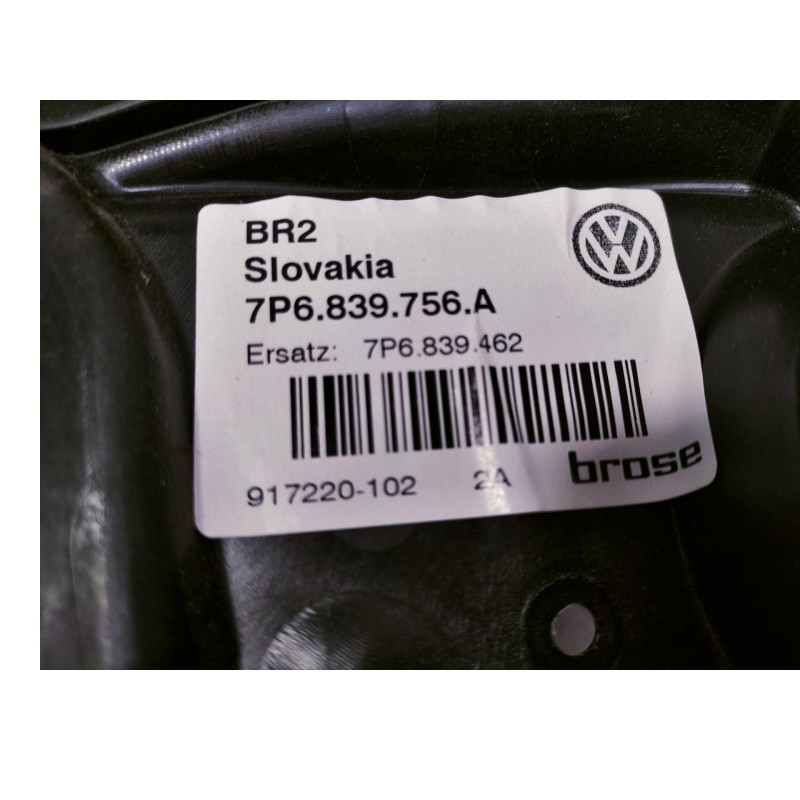 BR2
Slovakia
7P6.839.756.A
Ersatz: 7P6.839.462
917220-102 2A brose